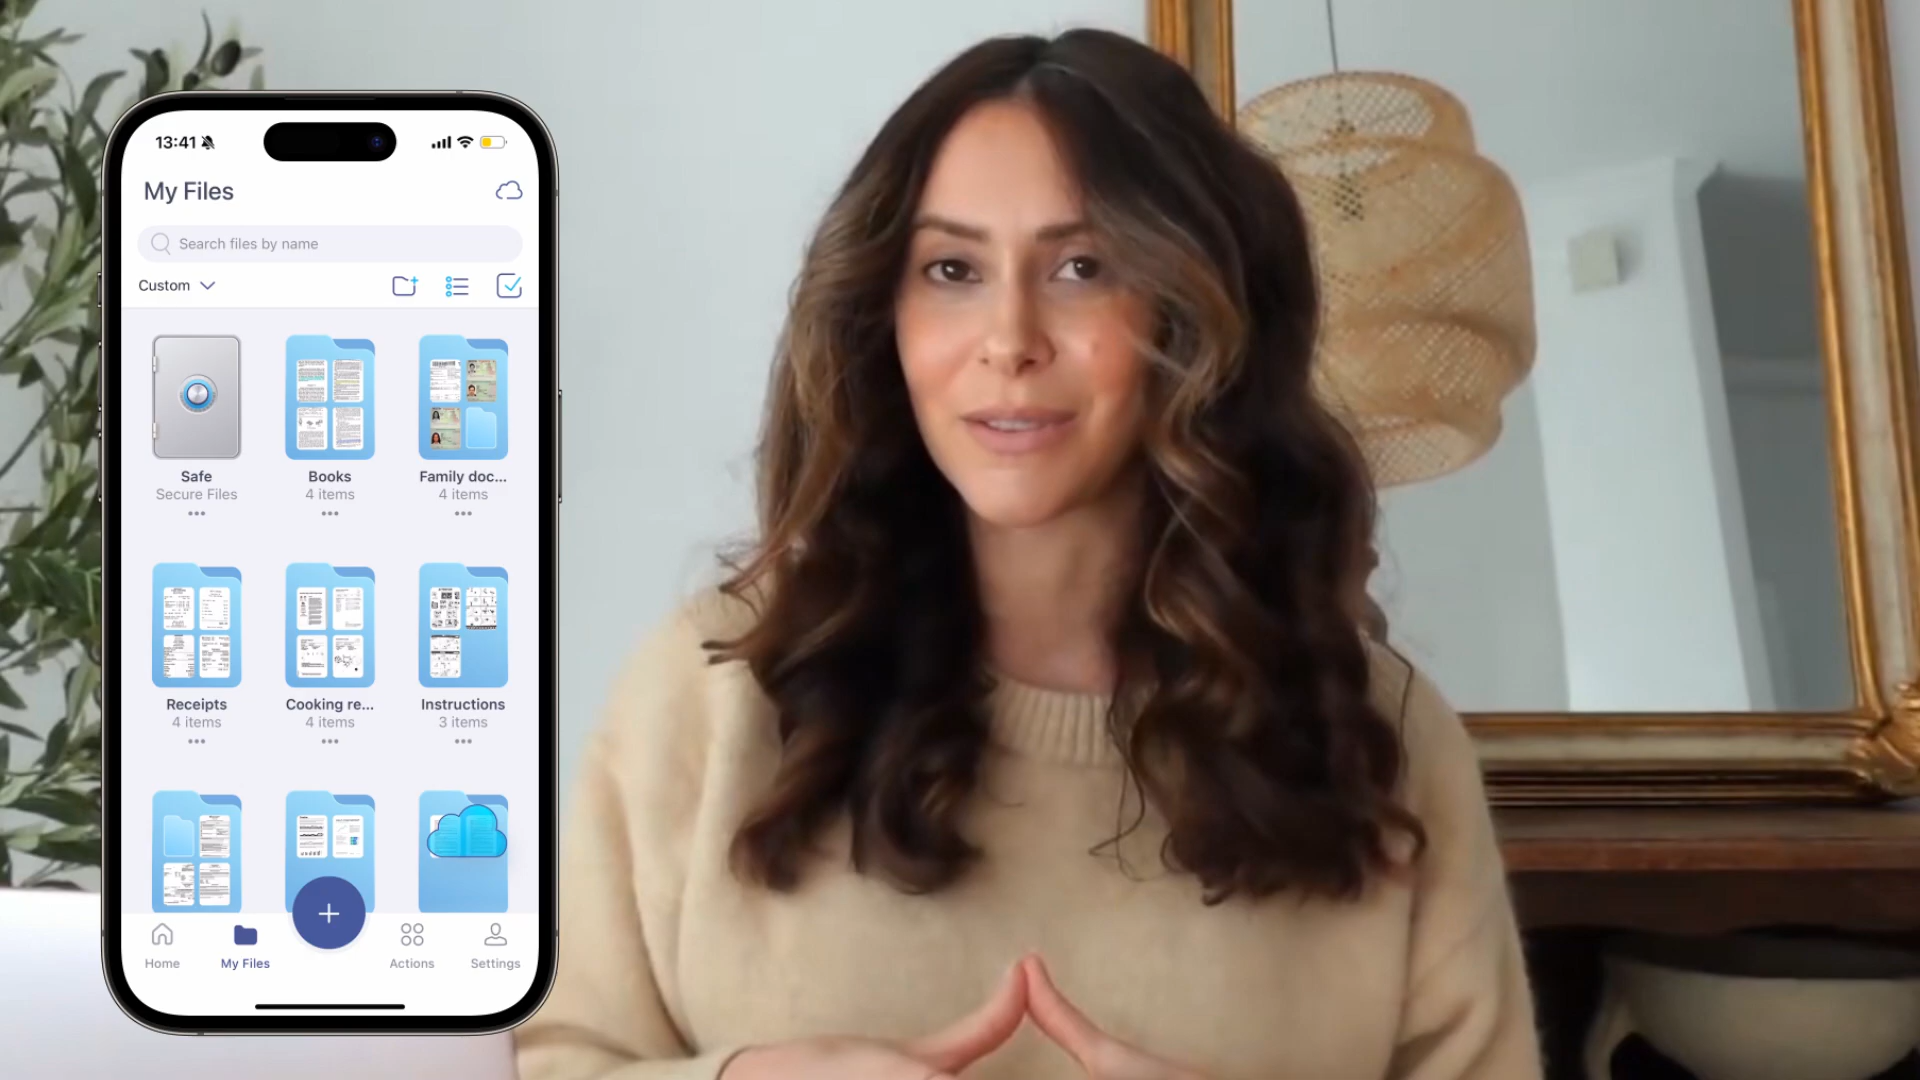 13:41
My Files
Search files by name
Custom
Safe
Secure Files
Books
4 items
Family doc...
4 items
Receipts
4 items
Cooking re...
4 items
Instructions
3 items
Home
My Files
Actions
Settings